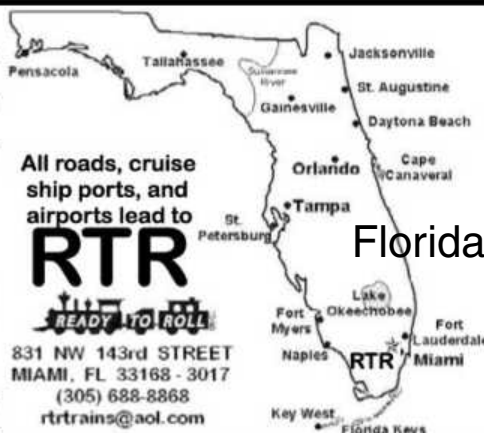 Pensacola
Tallahassee
Suwannee
River
Jacksonville
St. Augustine
Gainesville
Daytona Beach
All roads, cruise
ship ports, and
airports lead to
RTR
READY TO ROLL
831 NW 143rd STREET
MIAMI, FL 33168 - 3017
(305) 688-8868
rtrtrains@aol.com
Orlando
Cape
Canaveral
Tampa
St.
Petersburg
Florida
Lake
Okeechobee
Fort
Myers
Fort
Lauderdale
Naples
RTR
Miami
Key West
Florida Keys